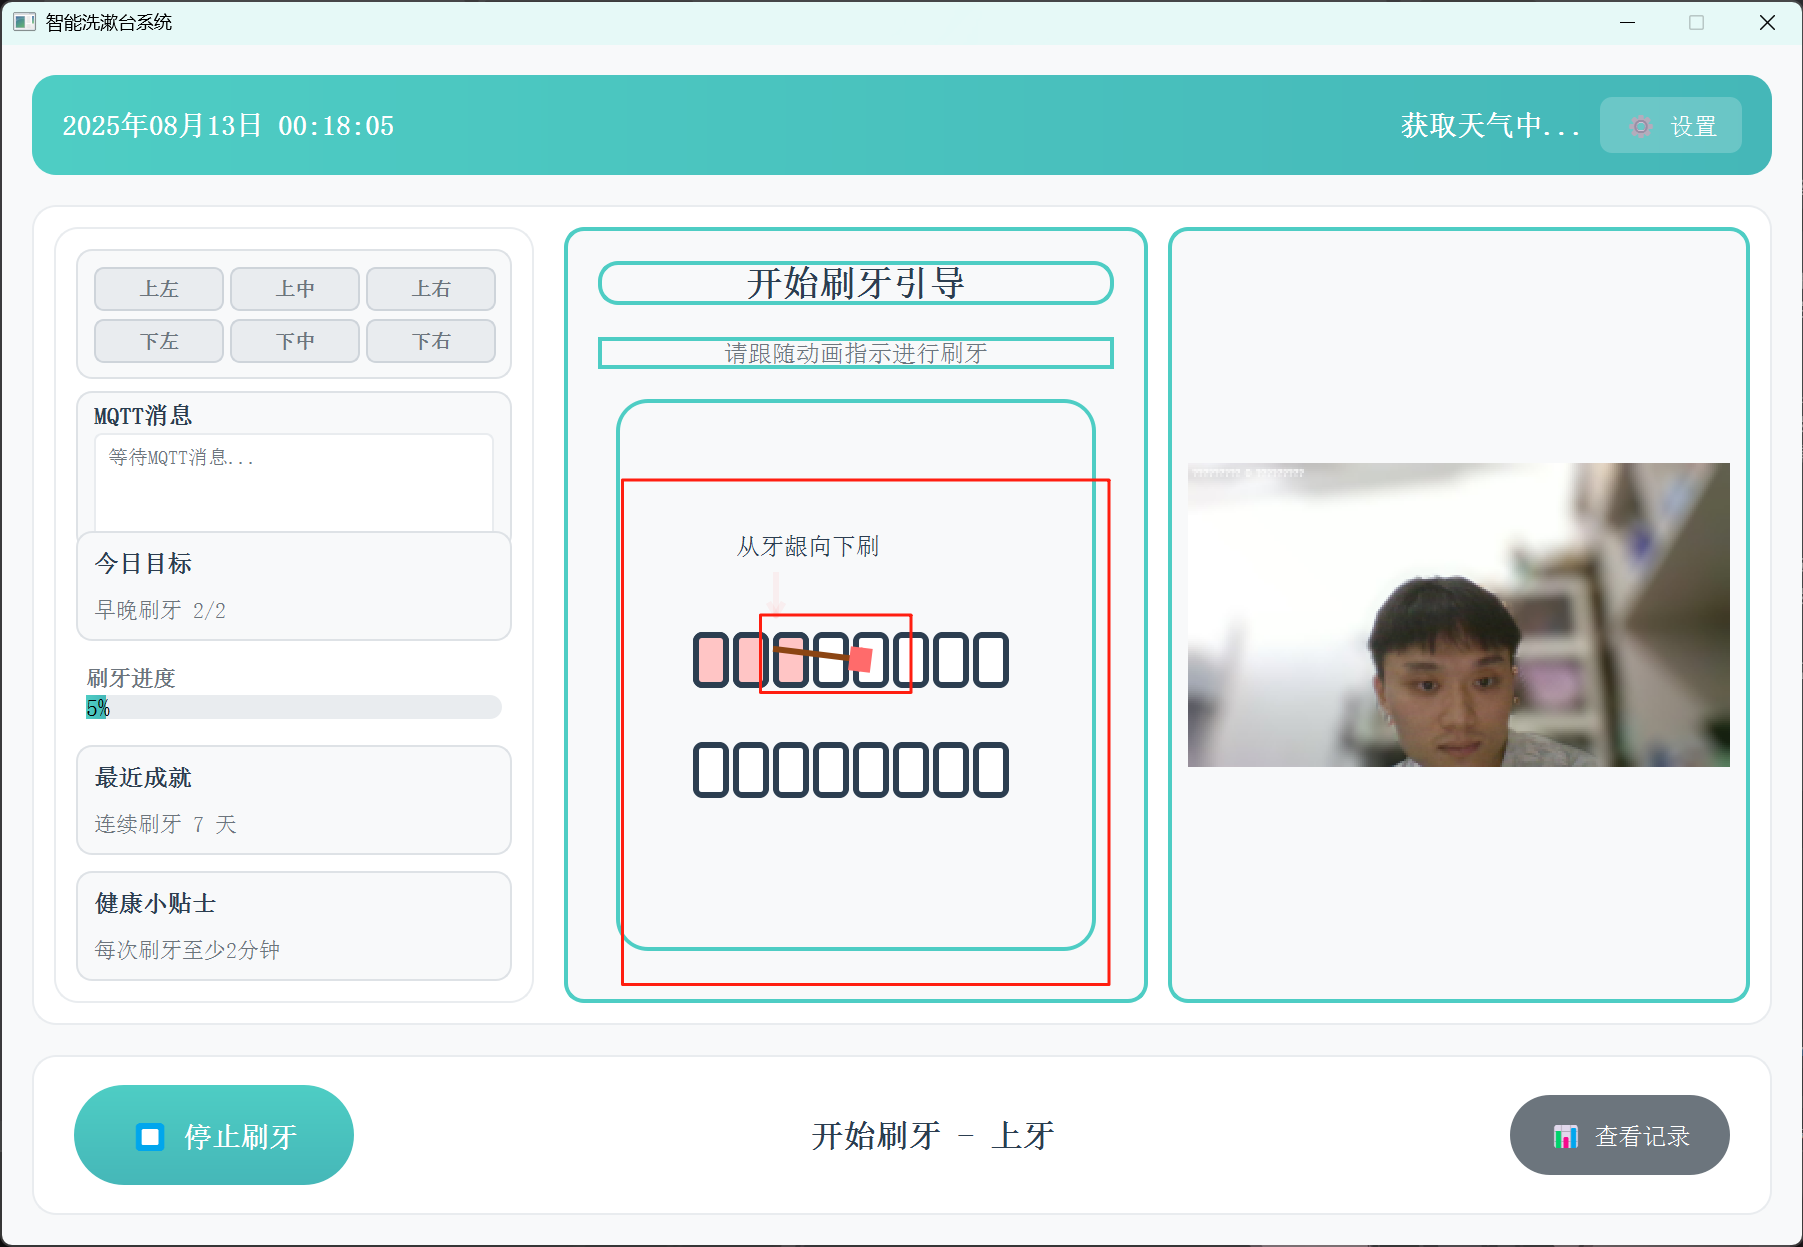 智能洗漱台系统
2025年08月13日 00:18:05
获取天气中...
设置
上左
上中
上右
下左
下中
下右
MQTT消息
等待MQTT消息...
今日目标
早晚刷牙 2/2
刷牙进度
5%
最近成就
连续刷牙 7 天
健康小贴士
每次刷牙至少2分钟
开始刷牙引导
请跟随动画指示进行刷牙
从牙龈向下刷
停止刷牙
开始刷牙 - 上牙
查看记录